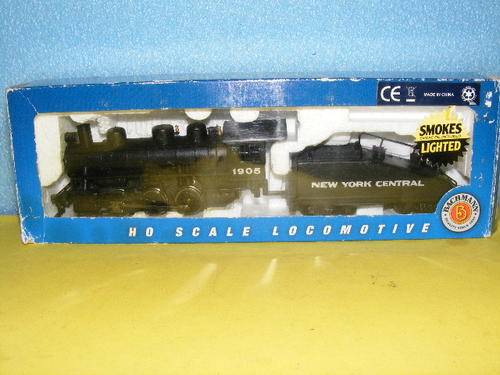 CE
MADE IN CHINA
SMOKES
LIGHTED
1905
NEW YORK CENTRAL
BACHMANN
HO SCALE LOCOMOTIVE